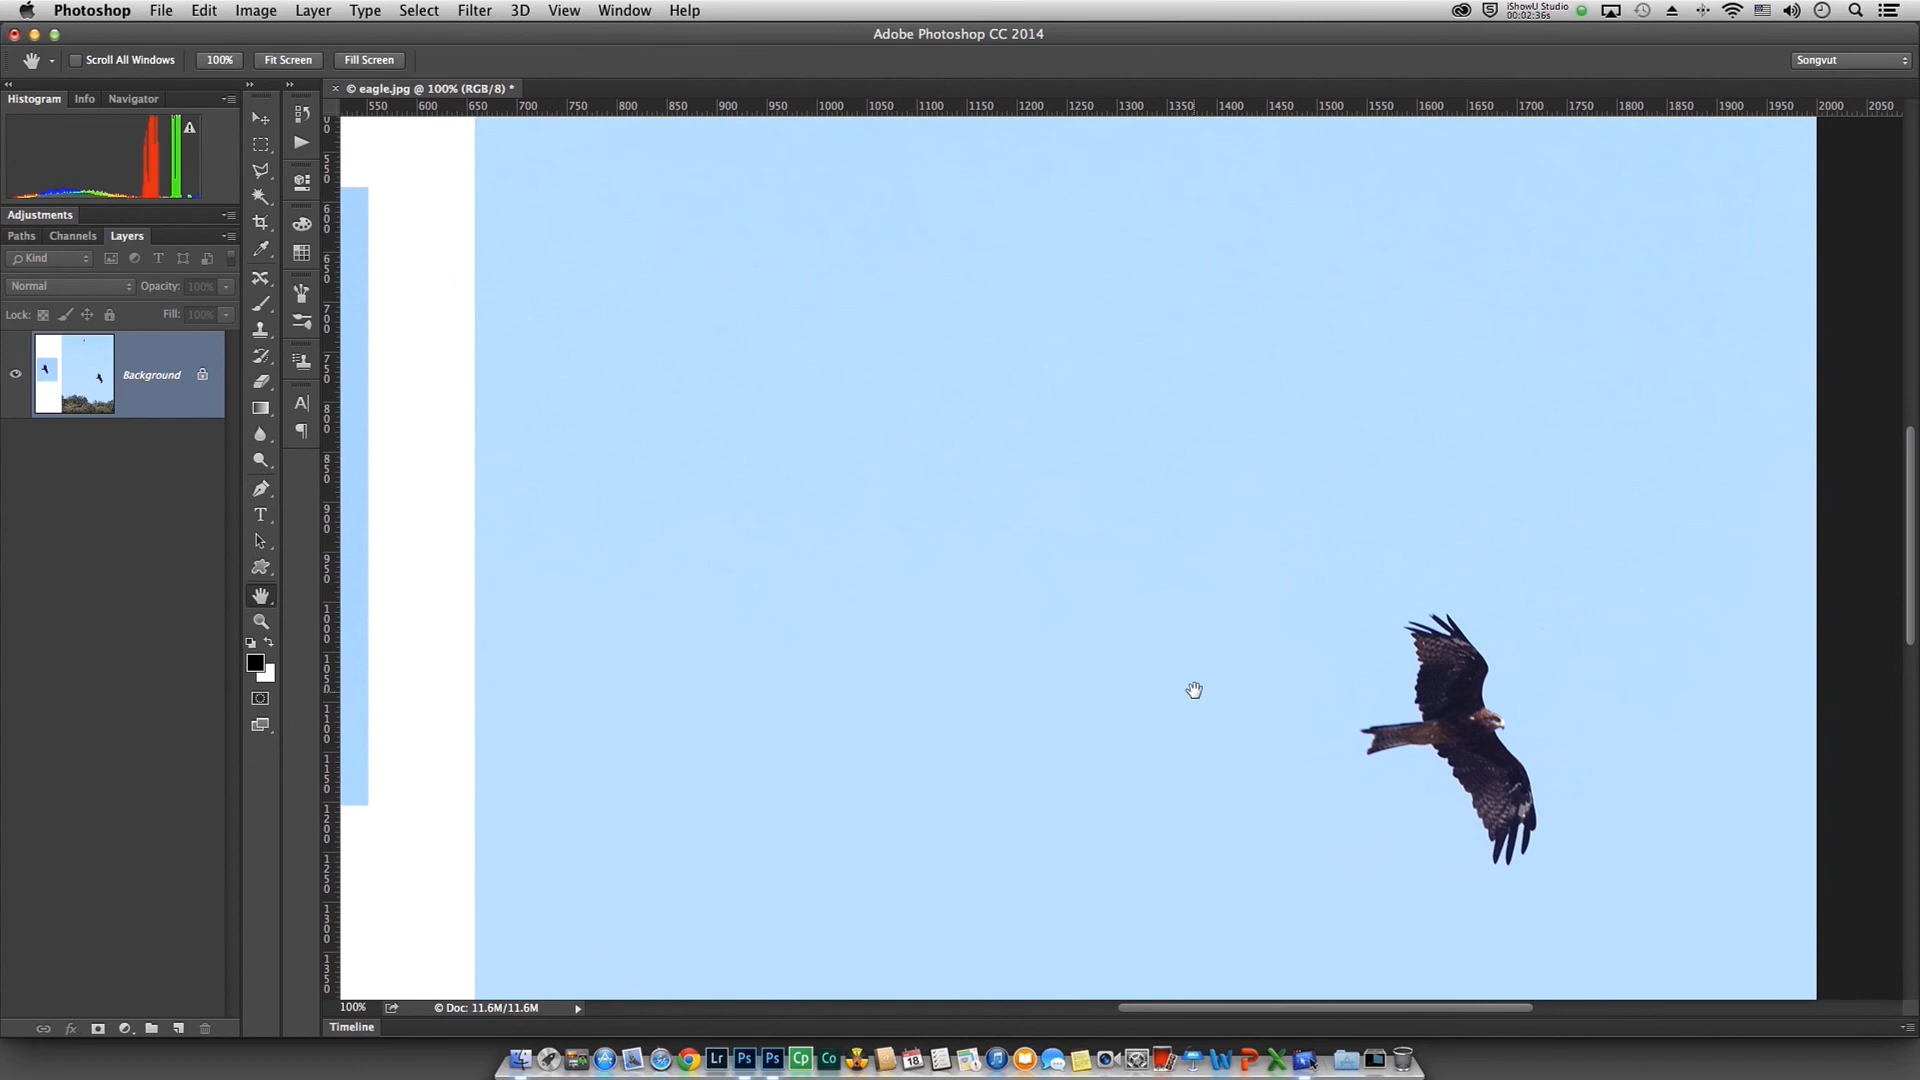 Photoshop File Edit Image Layer Type Select Filter 3D View Window Help
iShowU Studio
00:02:36s
Adobe Photoshop CC 2014
Scroll All Windows 100% Fit Screen Fill Screen Songvut
Histogram Info Navigator
© eagle.jpg @ 100% (RGB/8) *
550 600 650 700 750 800 850 900 950 1000 1050 1100 1150 1200 1250 1300 1350 1400 1450 1500 1550 1600 1650 1700 1750 1800 1850 1900 1950 2000 2050
Adjustments
Paths Channels Layers
Kind
Normal Opacity: 100%
Lock: Fill: 100%
Background
550
600
650
700
750
800
850
900
950
1000
1050
1100
1150
1200
1250
1300
1350
100% © Doc: 11.6M/11.6M
Timeline
Lr Ps Ps Cp Co 18 W P X